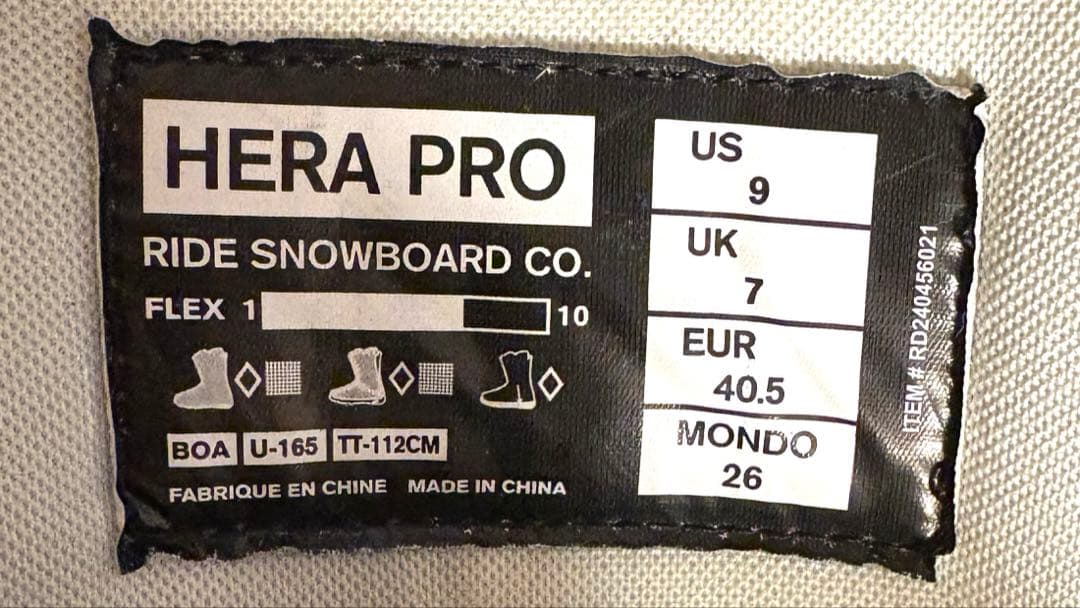 HERA PRO
RIDE SNOWBOARD CO.
FLEX 1 10
BOA U-165 TT-112CM
FABRIQUE EN CHINE MADE IN CHINA
US
9
UK
7
EUR
40.5
MONDO
26
ITEM # RD240456021